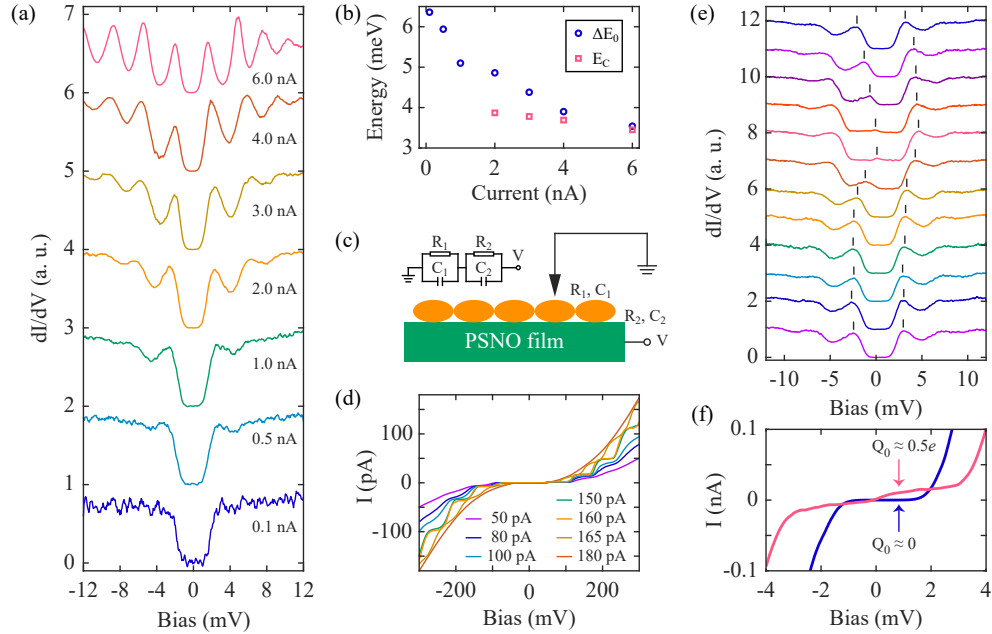 (a)
dI/dV (a. u.)
7
6
5
4
3
2
1
0
6.0 nA
4.0 nA
3.0 nA
2.0 nA
1.0 nA
0.5 nA
0.1 nA
-12 -8 -4 0 4 8 12
Bias (mV)
(b)
Energy (meV)
6
5
4
3
ΔE₀
E_C
0 2 4 6
Current (nA)
(c)
R₁ R₂
C₁ C₂
V
R₁, C₁
R₂, C₂
V
PSNO film
(d)
I (pA)
100
0
-100
50 pA
80 pA
100 pA
150 pA
160 pA
165 pA
180 pA
-200 0 200
Bias (mV)
(e)
dI/dV (a. u.)
12
10
8
6
4
2
0
-10 -5 0 5 10
Bias (mV)
(f)
I (nA)
0.1
0
-0.1
Q₀ ≈ 0.5e
Q₀ ≈ 0
-4 -2 0 2 4
Bias (mV)